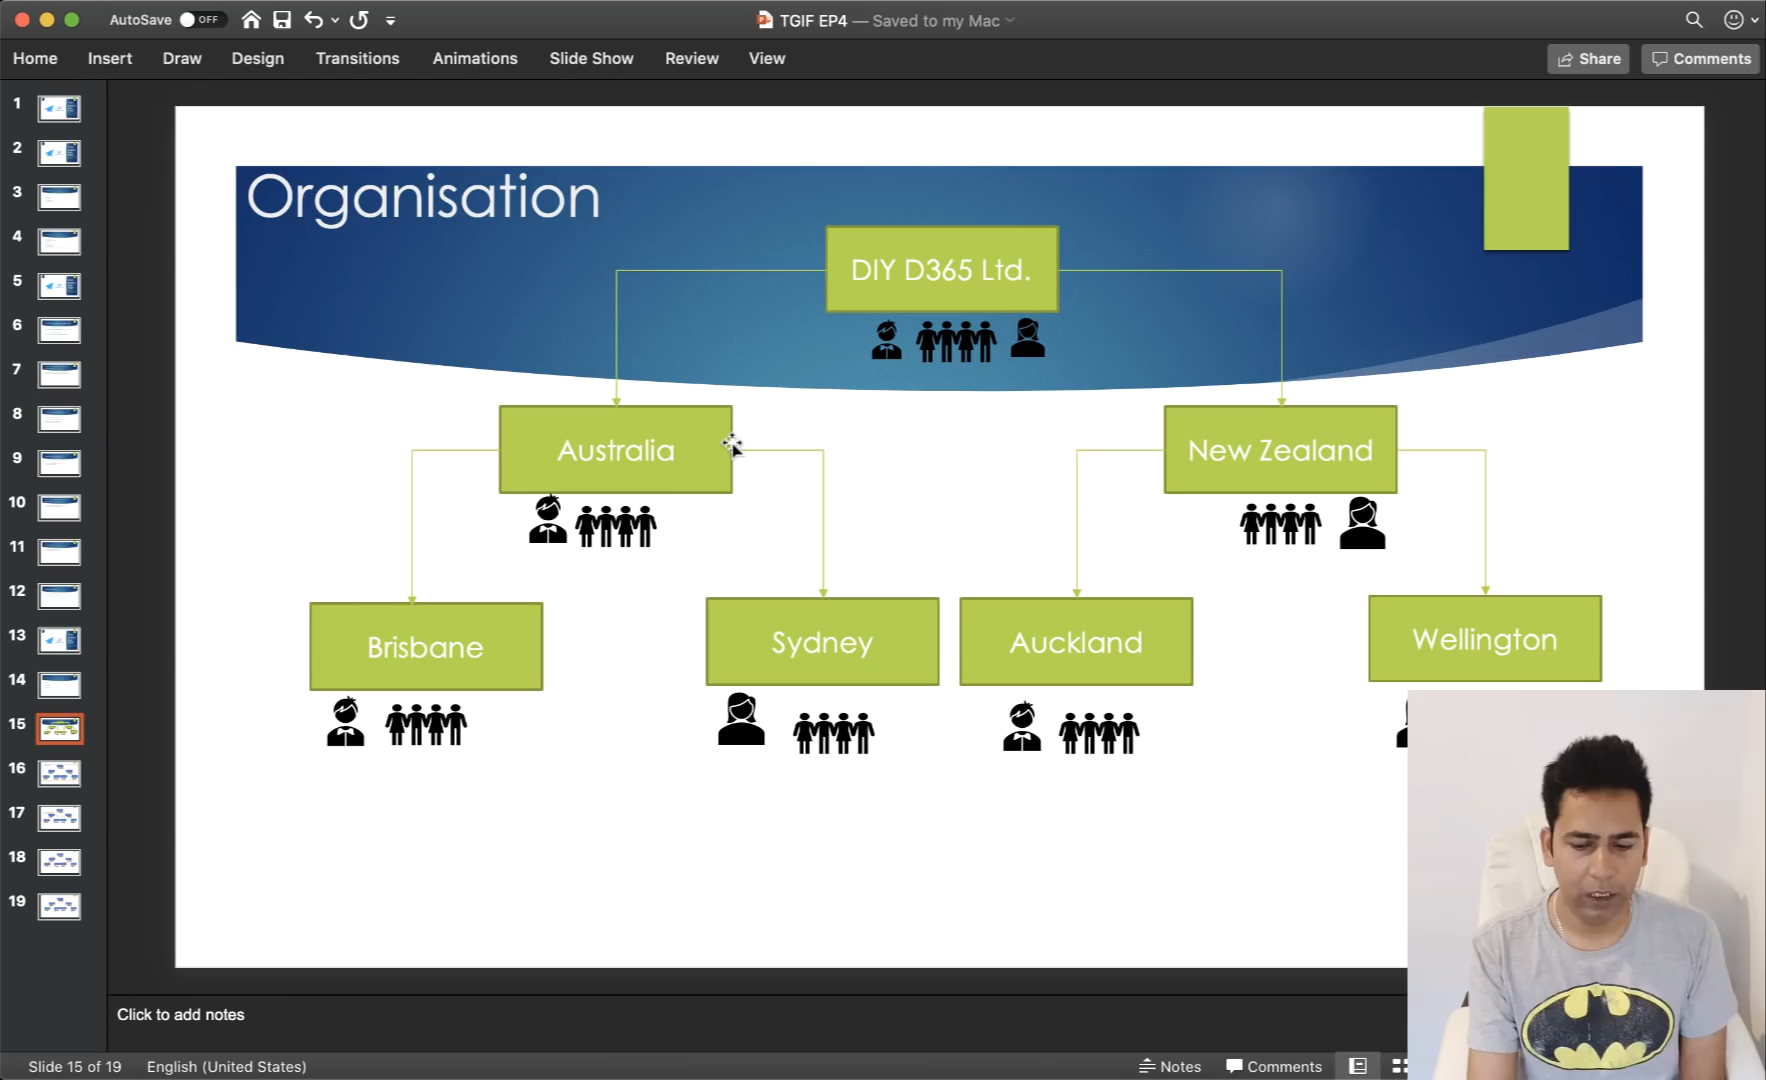 AutoSave OFF
TGIF EP4 — Saved to my Mac
Home Insert Draw Design Transitions Animations Slide Show Review View
Share Comments
1
2
3
4
5
6
7
8
9
10
11
12
13
14
15
16
17
18
19
Organisation
DIY D365 Ltd.
Australia
New Zealand
Brisbane
Sydney
Auckland
Wellington
Click to add notes
Slide 15 of 19 English (United States)
Notes Comments